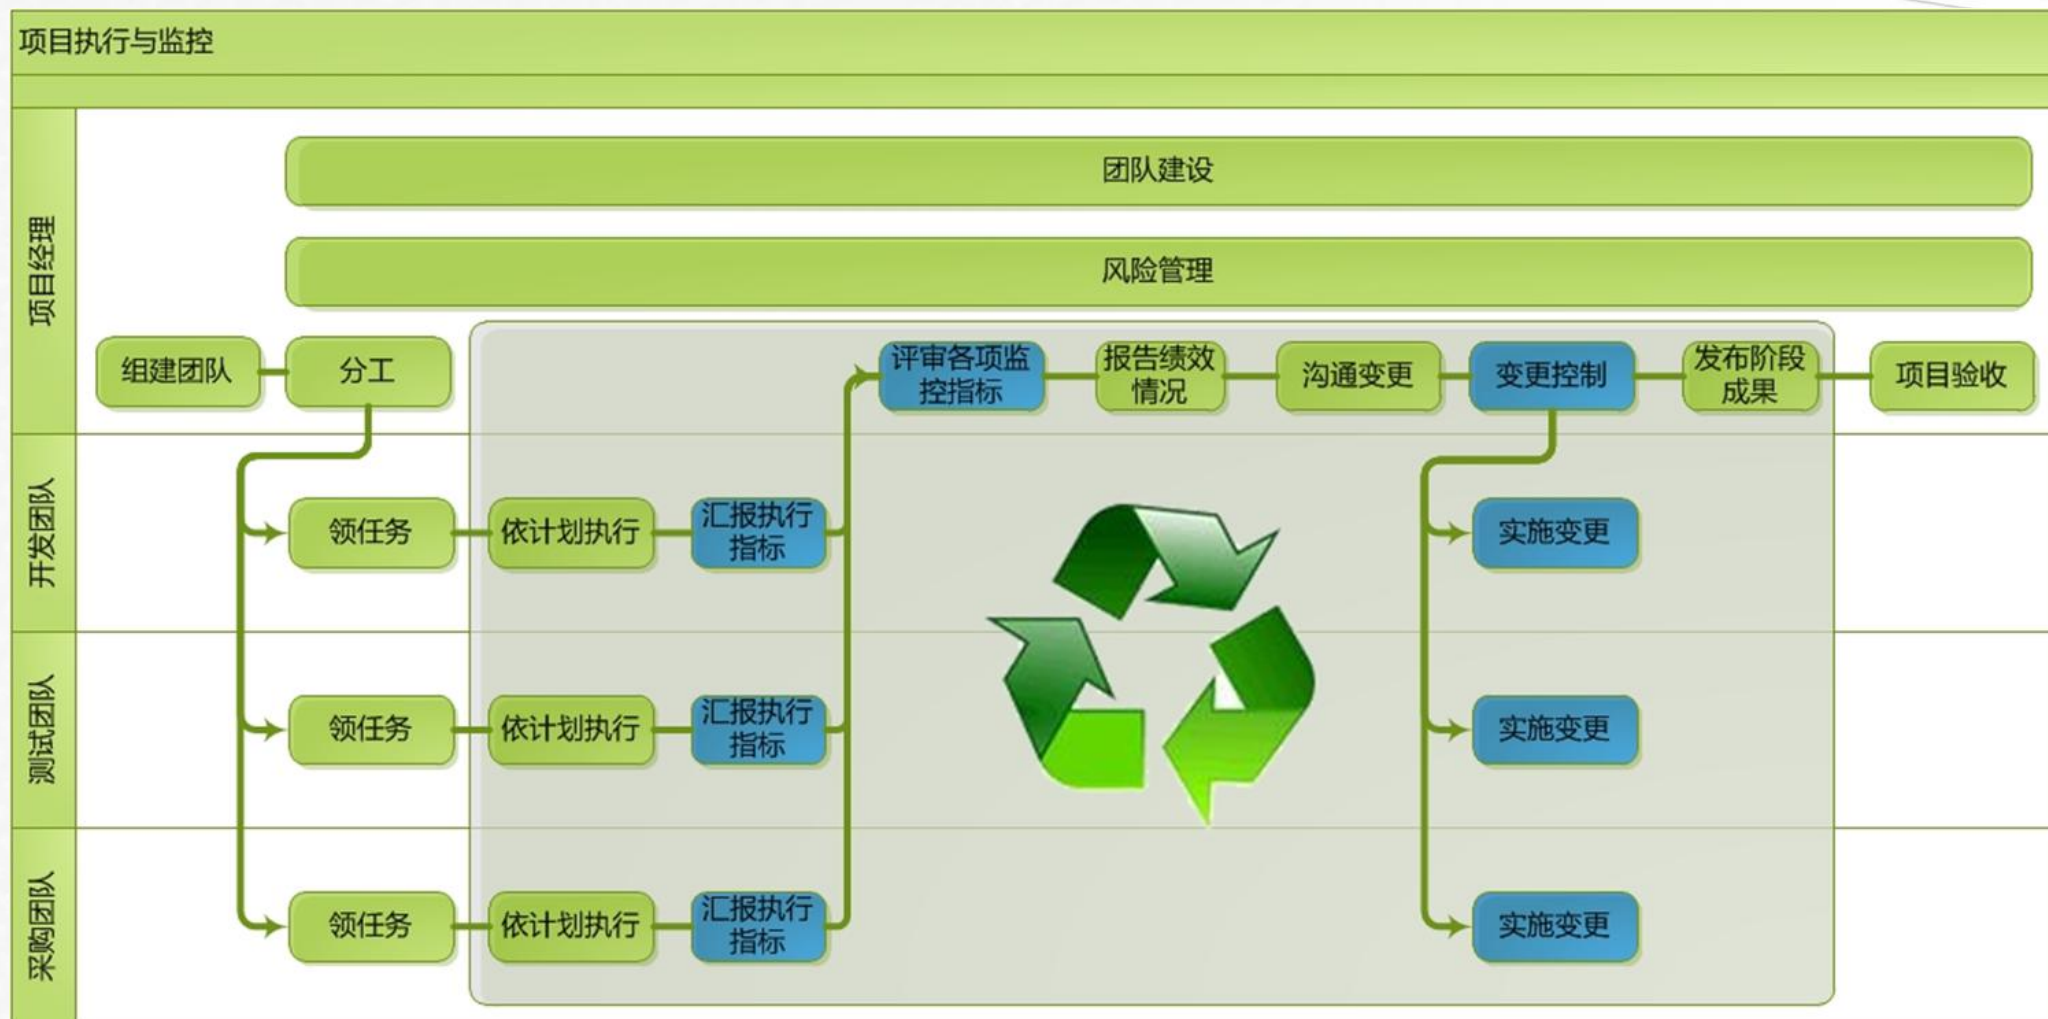 项目执行与监控
项目经理
团队建设
风险管理
组建团队
分工
评审各项监
控指标
报告绩效
情况
沟通变更
变更控制
发布阶段
成果
项目验收
开发团队
领任务
依计划执行
汇报执行
指标
实施变更
测试团队
领任务
依计划执行
汇报执行
指标
实施变更
采购团队
领任务
依计划执行
汇报执行
指标
实施变更